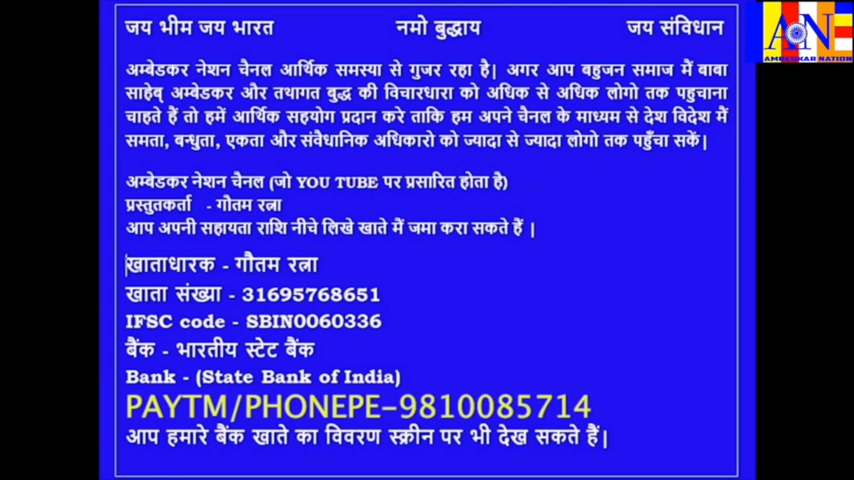 जय भीम जय भारत नमो बुद्धाय जय संविधान
AN
AMBEDKAR NATION
अम्बेडकर नेशन चैनल आर्थिक समस्या से गुजर रहा है| अगर आप बहुजन समाज मैं बाबा
साहेब् अम्बेडकर और तथागत बुद्ध की विचारधारा को अधिक से अधिक लोगो तक पहुचाना
चाहते हैं तो हमें आर्थिक सहयोग प्रदान करे ताकि हम अपने चैनल के माध्यम से देश विदेश मैं
समता, बन्धुता, एकता और संवैधानिक अधिकारो को ज्यादा से ज्यादा लोगो तक पहुँचा सकें|
अम्बेडकर नेशन चैनल (जो YOU TUBE पर प्रसारित होता है)
प्रस्तुतकर्ता - गौतम रत्ना
आप अपनी सहायता राशि नीचे लिखे खाते मैं जमा करा सकते हैं |
खाताधारक - गौतम रत्ना
खाता संख्या - 31695768651
IFSC code - SBIN0060336
बैंक - भारतीय स्टेट बैंक
Bank - (State Bank of India)
PAYTM/PHONEPE-9810085714
आप हमारे बैंक खाते का विवरण स्क्रीन पर भी देख सकते हैं|